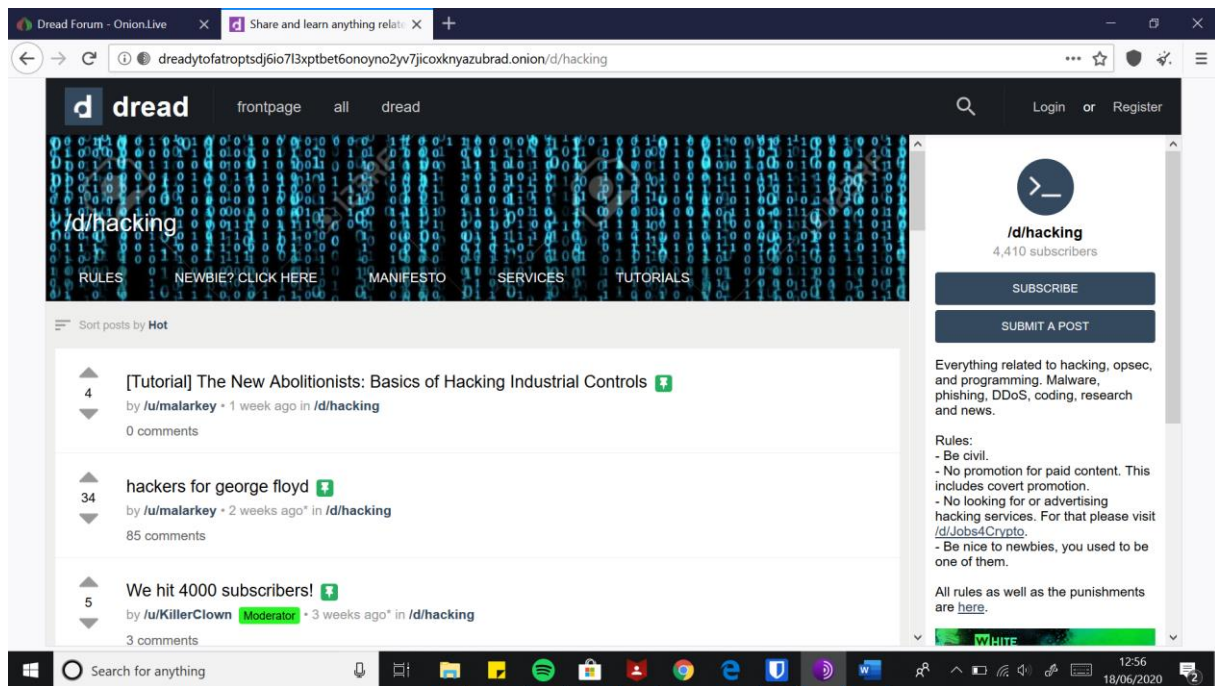 Dread Forum - Onion.Live
Share and learn anything relate
dreadytofatroptsdj6io7l3xptbet6onoyno2yv7jicoxknyazubrad.onion/d/hacking
d dread frontpage all dread Login or Register
/d/hacking
RULES NEWBIE? CLICK HERE MANIFESTO SERVICES TUTORIALS
Sort posts by Hot
4
[Tutorial] The New Abolitionists: Basics of Hacking Industrial Controls
by /u/malarkey • 1 week ago in /d/hacking
0 comments
34
hackers for george floyd
by /u/malarkey • 2 weeks ago* in /d/hacking
85 comments
5
We hit 4000 subscribers!
by /u/KillerClown Moderator • 3 weeks ago* in /d/hacking
3 comments
/d/hacking
4,410 subscribers
SUBSCRIBE
SUBMIT A POST
Everything related to hacking, opsec,
and programming. Malware,
phishing, DDoS, coding, research
and news.
Rules:
- Be civil.
- No promotion for paid content. This
includes covert promotion.
- No looking for or advertising
hacking services. For that please visit
/d/Jobs4Crypto.
- Be nice to newbies, you used to be
one of them.
All rules as well as the punishments
are here.
WHITE
Search for anything
12:56
18/06/2020
2